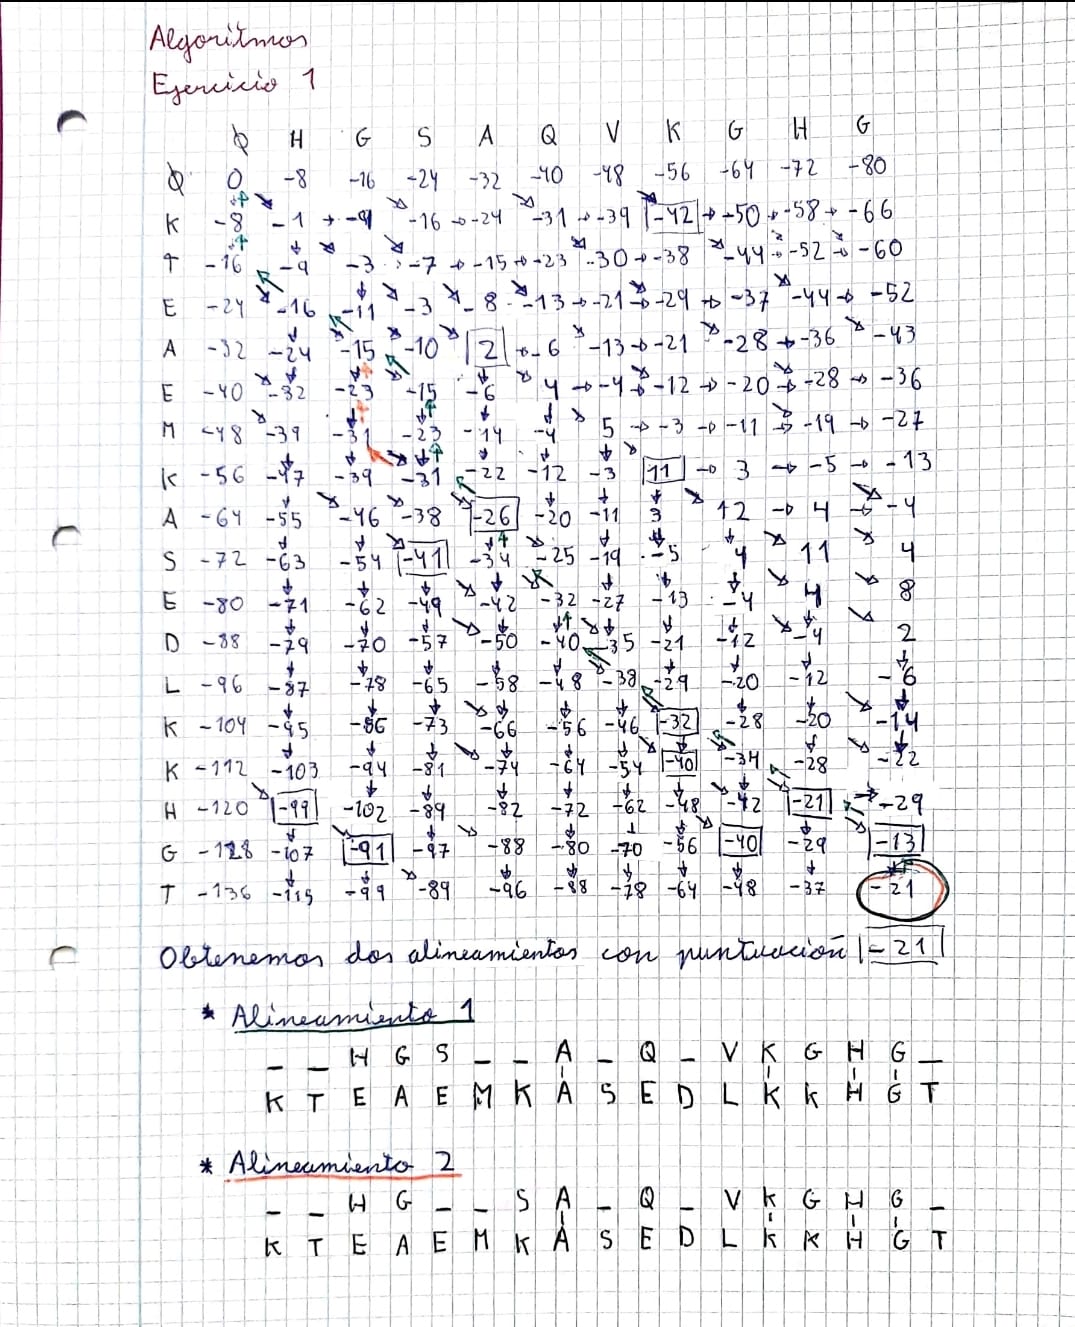 Algoritmos
Ejercicio 1
∅ H G S A Q V K G H G
∅ 0 -8 -16 -24 -32 -40 -48 -56 -64 -72 -80
K -8 -1 -9 -16 -24 -31 -39 -42 -50 -58 -66
T -16 -9 -3 -7 -15 -23 -30 -38 -44 -52 -60
E -24 -16 -11 -3 -8 -13 -21 -29 -37 -44 -52
A -32 -24 -15 -10 2 -6 -13 -21 -28 -36 -43
E -40 -32 -23 -15 -6 4 -4 -12 -20 -28 -36
M -48 -39 -31 -23 -14 -4 5 -3 -11 -19 -27
K -56 -47 -39 -31 -22 -12 -3 11 3 -5 -13
A -64 -55 -46 -38 -26 -20 -11 3 12 4 -4
S -72 -63 -54 -41 -34 -25 -19 -5 4 11 4
E -80 -71 -62 -49 -42 -32 -27 -13 -4 4 8
D -88 -79 -70 -57 -50 -40 -35 -21 -12 -4 2
L -96 -87 -78 -65 -58 -48 -38 -29 -20 -12 -6
K -104 -95 -86 -73 -66 -56 -46 -32 -28 -20 -14
K -112 -103 -94 -81 -74 -64 -54 -40 -34 -28 -22
H -120 -99 -102 -89 -82 -72 -62 -48 -42 -21 -29
G -128 -107 -91 -97 -88 -80 -70 -56 -40 -29 -13
T -136 -115 -99 -89 -96 -88 -78 -64 -48 -37 -21
Obtenemos dos alineamientos con puntuación -21
* Alineamiento 1
_ _ H G S _ _ A _ Q _ V K G H G _
K T E A E M K A S E D L K K H G T
* Alineamiento 2
_ _ H G _ _ S A _ Q _ V K G H G _
K T E A E M K A S E D L K K H G T